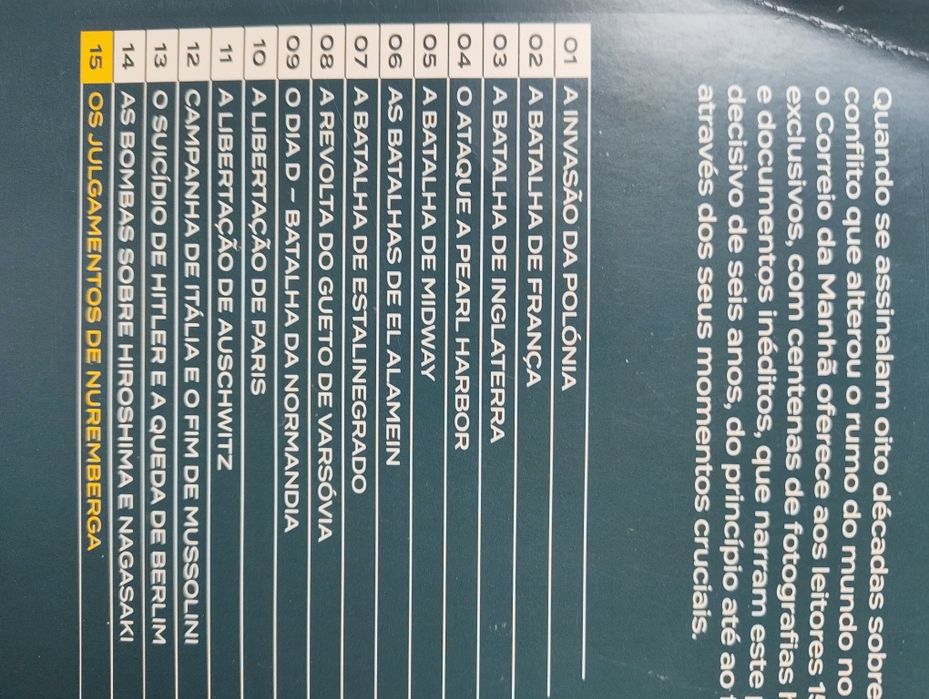 Quando se assinalam oito décadas sobre
conflito que alterou o rumo do mundo no
o Correio da Manhã oferece aos leitores
exclusivos, com centenas de fotografias
e documentos inéditos, que narram este
decisivo de seis anos, do princípio até ao
através dos seus momentos cruciais.
01 A INVASÃO DA POLÓNIA
02 A BATALHA DE FRANÇA
03 A BATALHA DE INGLATERRA
04 O ATAQUE A PEARL HARBOR
05 A BATALHA DE MIDWAY
06 AS BATALHAS DE EL ALAMEIN
07 A BATALHA DE ESTALINEGRADO
08 A REVOLTA DO GUETO DE VARSÓVIA
09 O DIA D – BATALHA DA NORMANDIA
10 A LIBERTAÇÃO DE PARIS
11 A LIBERTAÇÃO DE AUSCHWITZ
12 CAMPANHA DE ITÁLIA E O FIM DE MUSSOLINI
13 O SUICÍDIO DE HITLER E A QUEDA DE BERLIM
14 AS BOMBAS SOBRE HIROSHIMA E NAGASAKI
15 OS JULGAMENTOS DE NUREMBERGA